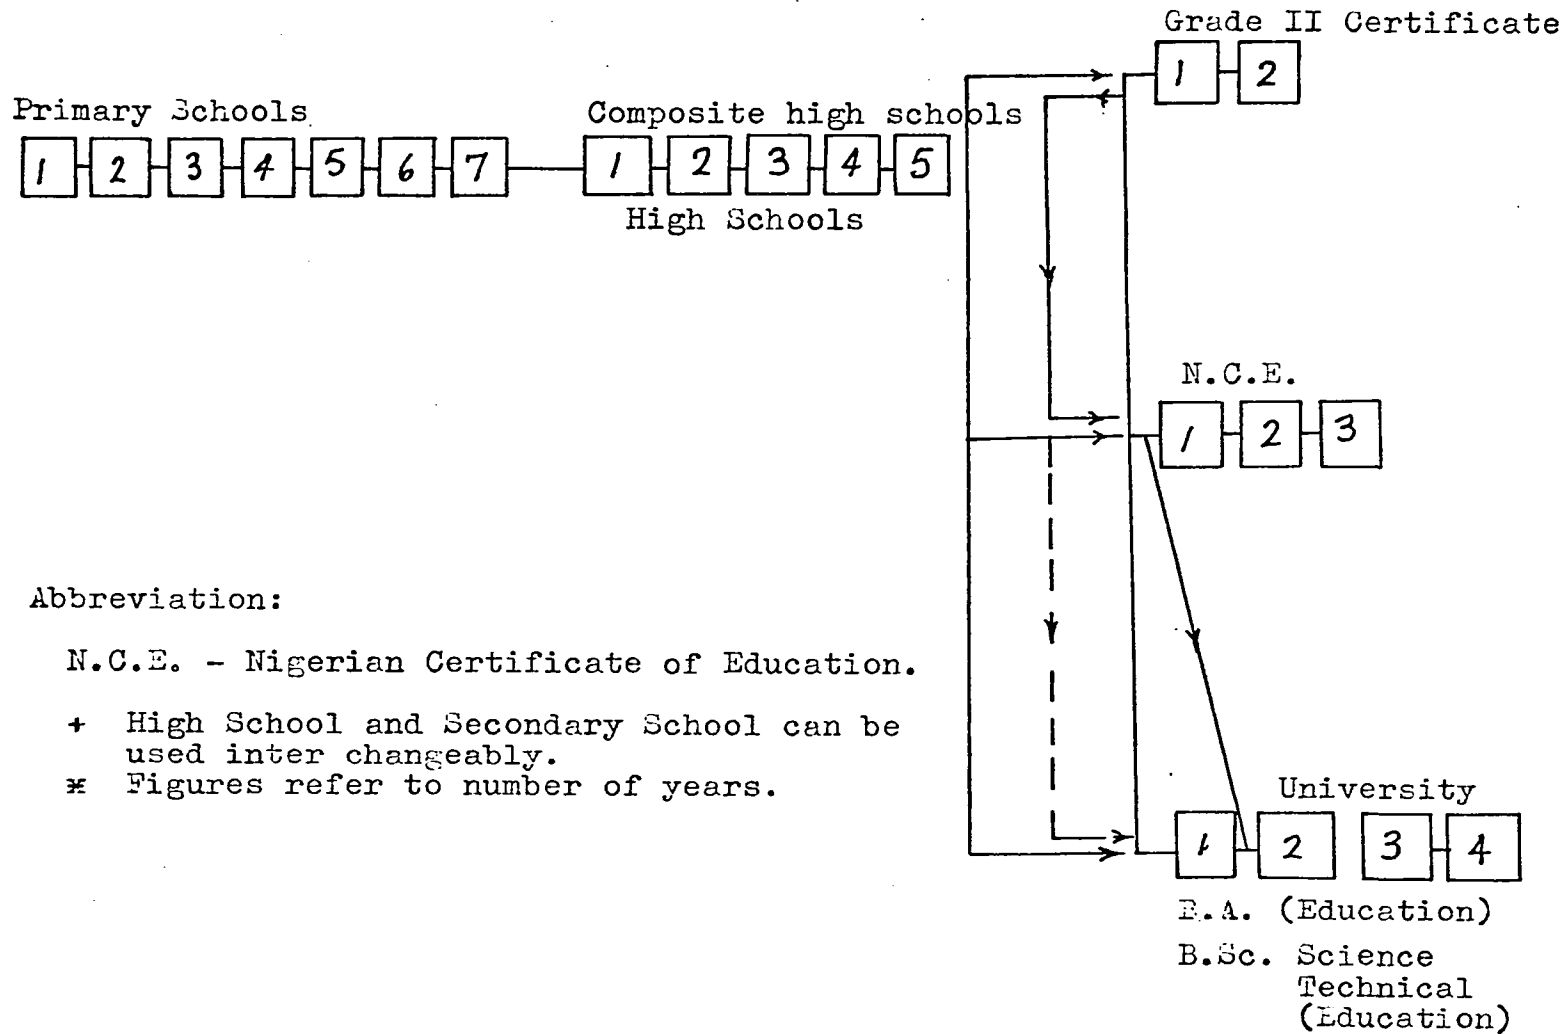 Grade II Certificate
1 2
Primary Schools
1 2 3 4 5 6 7
Composite high schools
1 2 3 4 5
High Schools
N.C.E.
1 2 3
Abbreviation:
N.C.E. - Nigerian Certificate of Education.
+ High School and Secondary School can be
used inter changeably.
* Figures refer to number of years.
University
1 2 3 4
B.A. (Education)
B.Sc. Science
Technical
(Education)